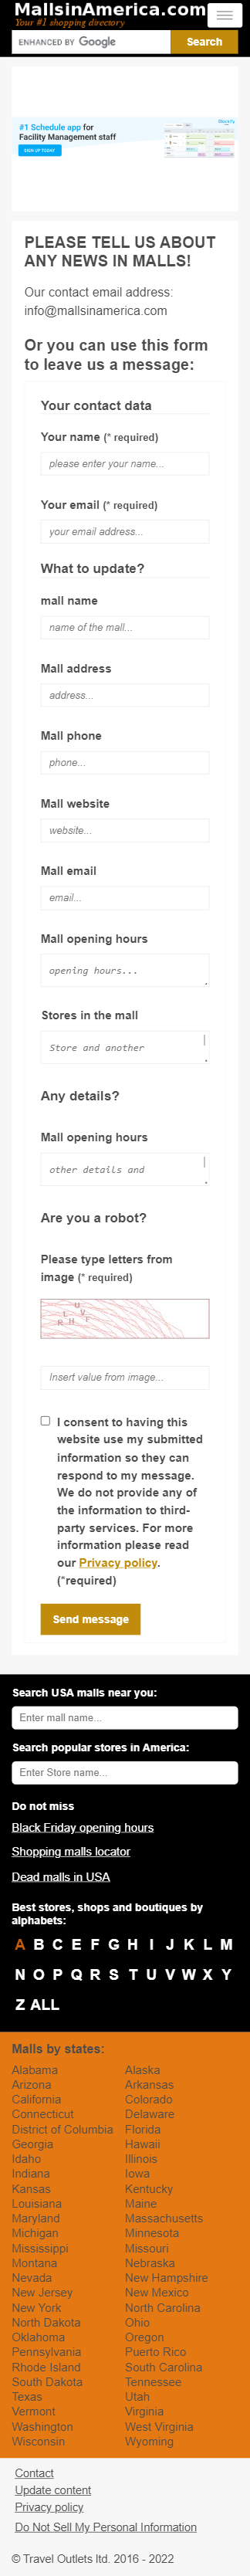 MallsinAmerica.com
Your #1 shopping directory
ENHANCED BY Google
Search
#1 Schedule app for
Facility Management staff
SIGN UP TODAY
PLEASE TELL US ABOUT
ANY NEWS IN MALLS!
Our contact email address:
info@mallsinamerica.com
Or you can use this form
to leave us a message:
Your contact data
Your name (* required)
please enter your name...
Your email (* required)
your email address...
What to update?
mall name
name of the mall...
Mall address
address...
Mall phone
phone...
Mall website
website...
Mall email
email...
Mall opening hours
opening hours...
Stores in the mall
Store and another
Any details?
Mall opening hours
other details and
Are you a robot?
Please type letters from
image (* required)
Insert value from image...
I consent to having this
website use my submitted
information so they can
respond to my message.
We do not provide any of
the information to third-
party services. For more
information please read
our Privacy policy.
(*required)
Send message
Search USA malls near you:
Enter mall name...
Search popular stores in America:
Enter Store name...
Do not miss
Black Friday opening hours
Shopping malls locator
Dead malls in USA
Best stores, shops and boutiques by
alphabets:
A B C E F G H I J K L M
N O P Q R S T U V W X Y
Z ALL
Malls by states:
Alabama Alaska
Arizona Arkansas
California Colorado
Connecticut Delaware
District of Columbia Florida
Georgia Hawaii
Idaho Illinois
Indiana Iowa
Kansas Kentucky
Louisiana Maine
Maryland Massachusetts
Michigan Minnesota
Mississippi Missouri
Montana Nebraska
Nevada New Hampshire
New Jersey New Mexico
New York North Carolina
North Dakota Ohio
Oklahoma Oregon
Pennsylvania Puerto Rico
Rhode Island South Carolina
South Dakota Tennessee
Texas Utah
Vermont Virginia
Washington West Virginia
Wisconsin Wyoming
Contact
Update content
Privacy policy
Do Not Sell My Personal Information
© Travel Outlets ltd. 2016 - 2022